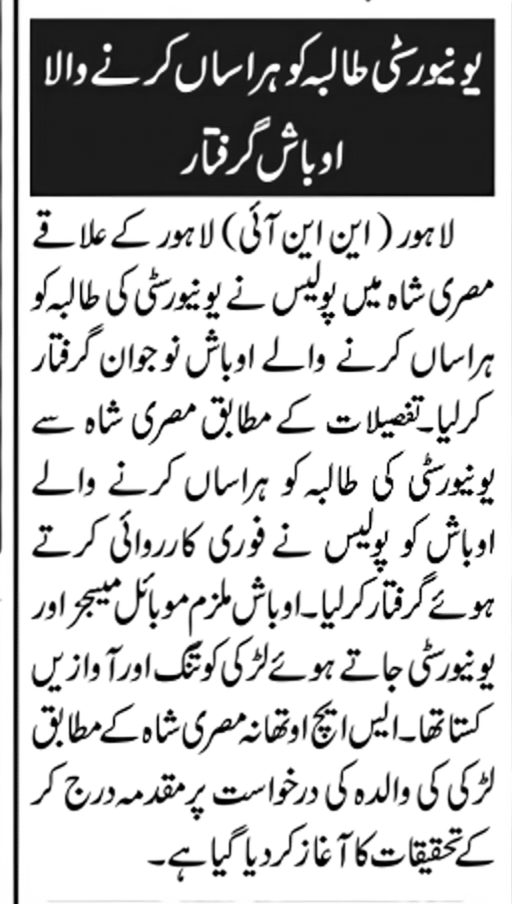 یونیورسٹی طالبہ کو ہراساں کرنے والا
اوباش گرفتار
لاہور (این این آئی) لاہور کے علاقے
مصری شاہ میں پولیس نے یونیورسٹی کی طالبہ کو
ہراساں کرنے والے اوباش نوجوان گرفتار
کرلیا۔تفصیلات کے مطابق مصری شاہ سے
یونیورسٹی کی طالبہ کو ہراساں کرنے والے
اوباش کو پولیس نے فوری کارروائی کرتے
ہوئے گرفتار کرلیا۔اوباش ملزم موبائل میسجز اور
یونیورسٹی جاتے ہوئے لڑکی کو تنگ اور آوازیں
کستا تھا۔ایس ایچ او تھانہ مصری شاہ کے مطابق
لڑکی کی والدہ کی درخواست پر مقدمہ درج کر
کے تحقیقات کا آغاز کر دیا گیا ہے۔